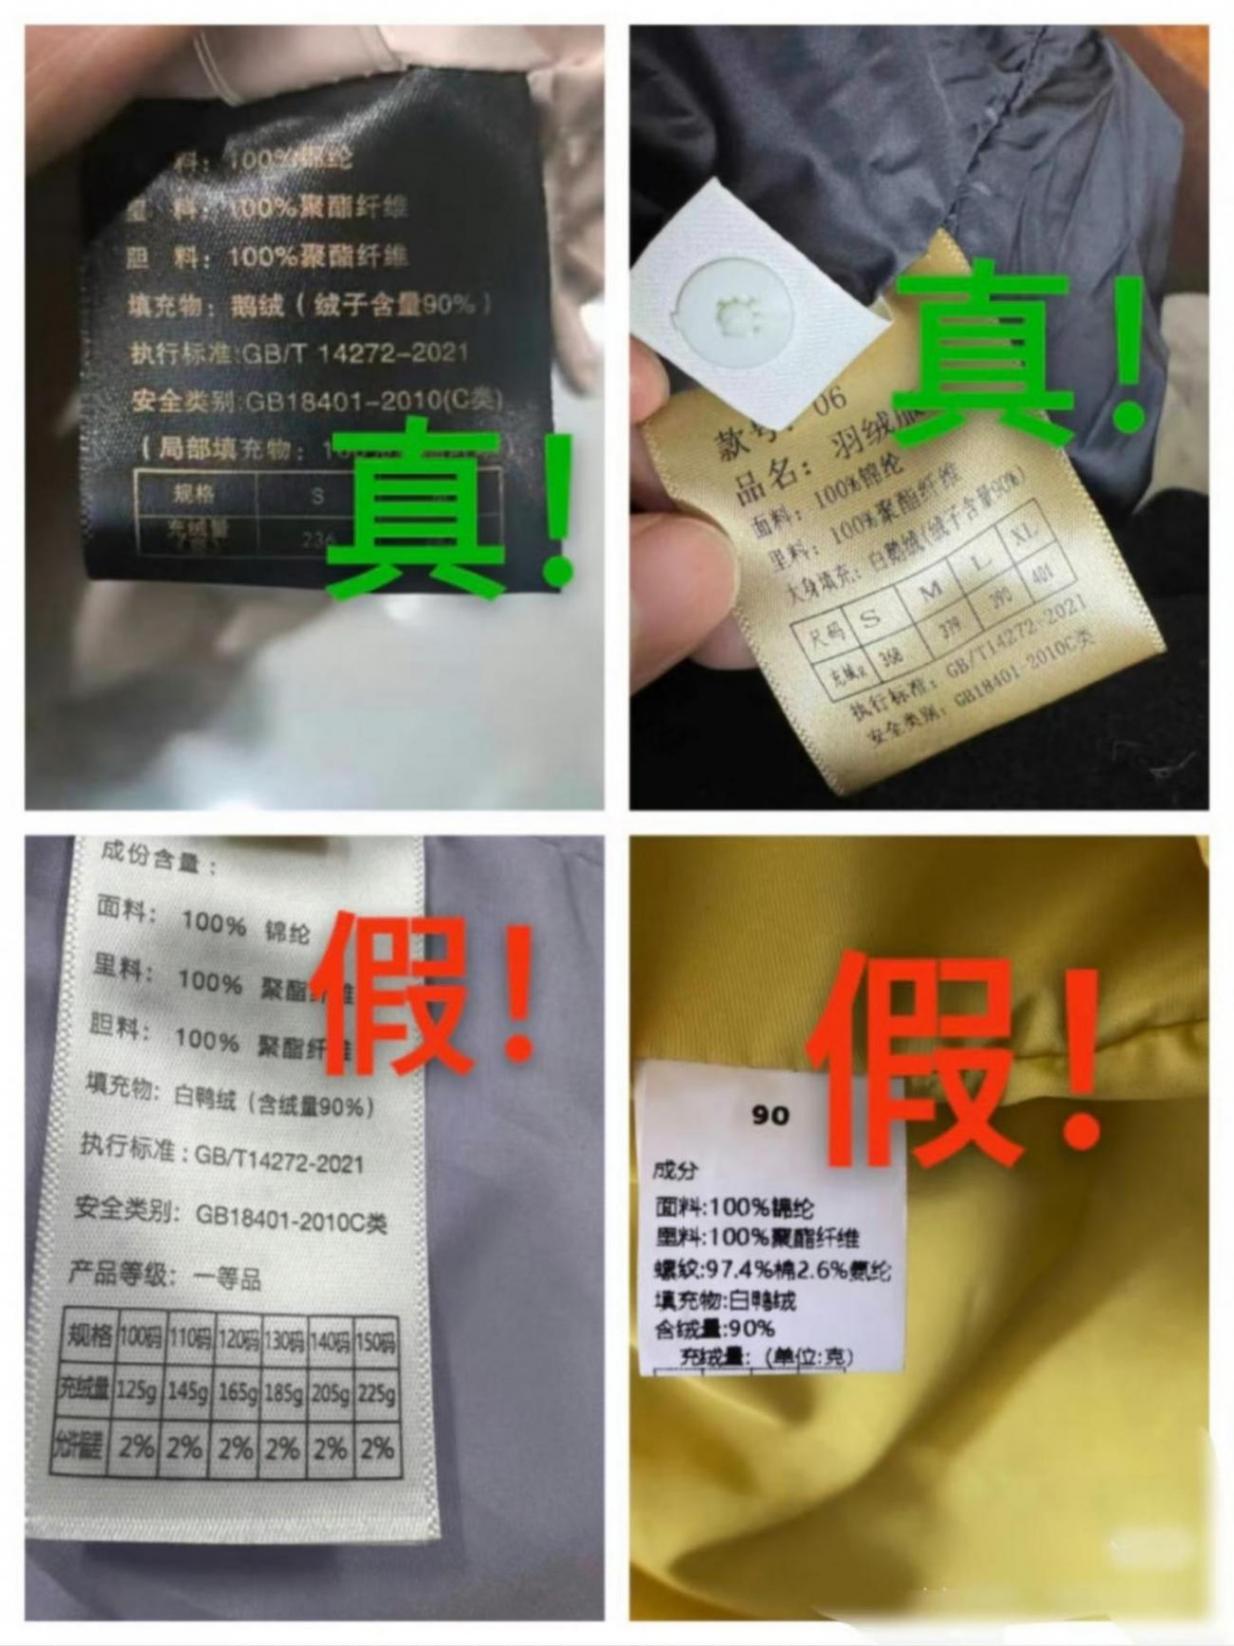 料：100%锦纶
里 料：100%聚酯纤维
胆 料：100%聚酯纤维
填充物：鹅绒（绒子含量90%）
执行标准:GB/T 14272-2021
安全类别:GB18401-2010(C类)
（局部填充物：
规格 S
充绒量
236
真！
款号： 06
品名：羽绒服
面料：100%锦纶
里料：100%聚酯纤维
大身填充：白鹅绒(绒子含量90%)
尺码 S M L XL
充绒量 368 379 390 401
执行标准：GB/T14272-2021
安全类别：GB18401-2010C类
真！
成份含量：
面料： 100% 锦纶
里料： 100% 聚酯纤维
胆料： 100% 聚酯纤维
填充物：白鸭绒（含绒量90%）
执行标准：GB/T14272-2021
安全类别：GB18401-2010C类
产品等级：一等品
规格 100码 110码 120码 130码 140码 150码
充绒量 125g 145g 165g 185g 205g 225g
允许偏差 2% 2% 2% 2% 2% 2%
假！
90
成分
面料:100%锦纶
里料:100%聚酯纤维
螺纹:97.4%棉2.6%氨纶
填充物:白鸭绒
含绒量:90%
充绒量：(单位:克)
假！